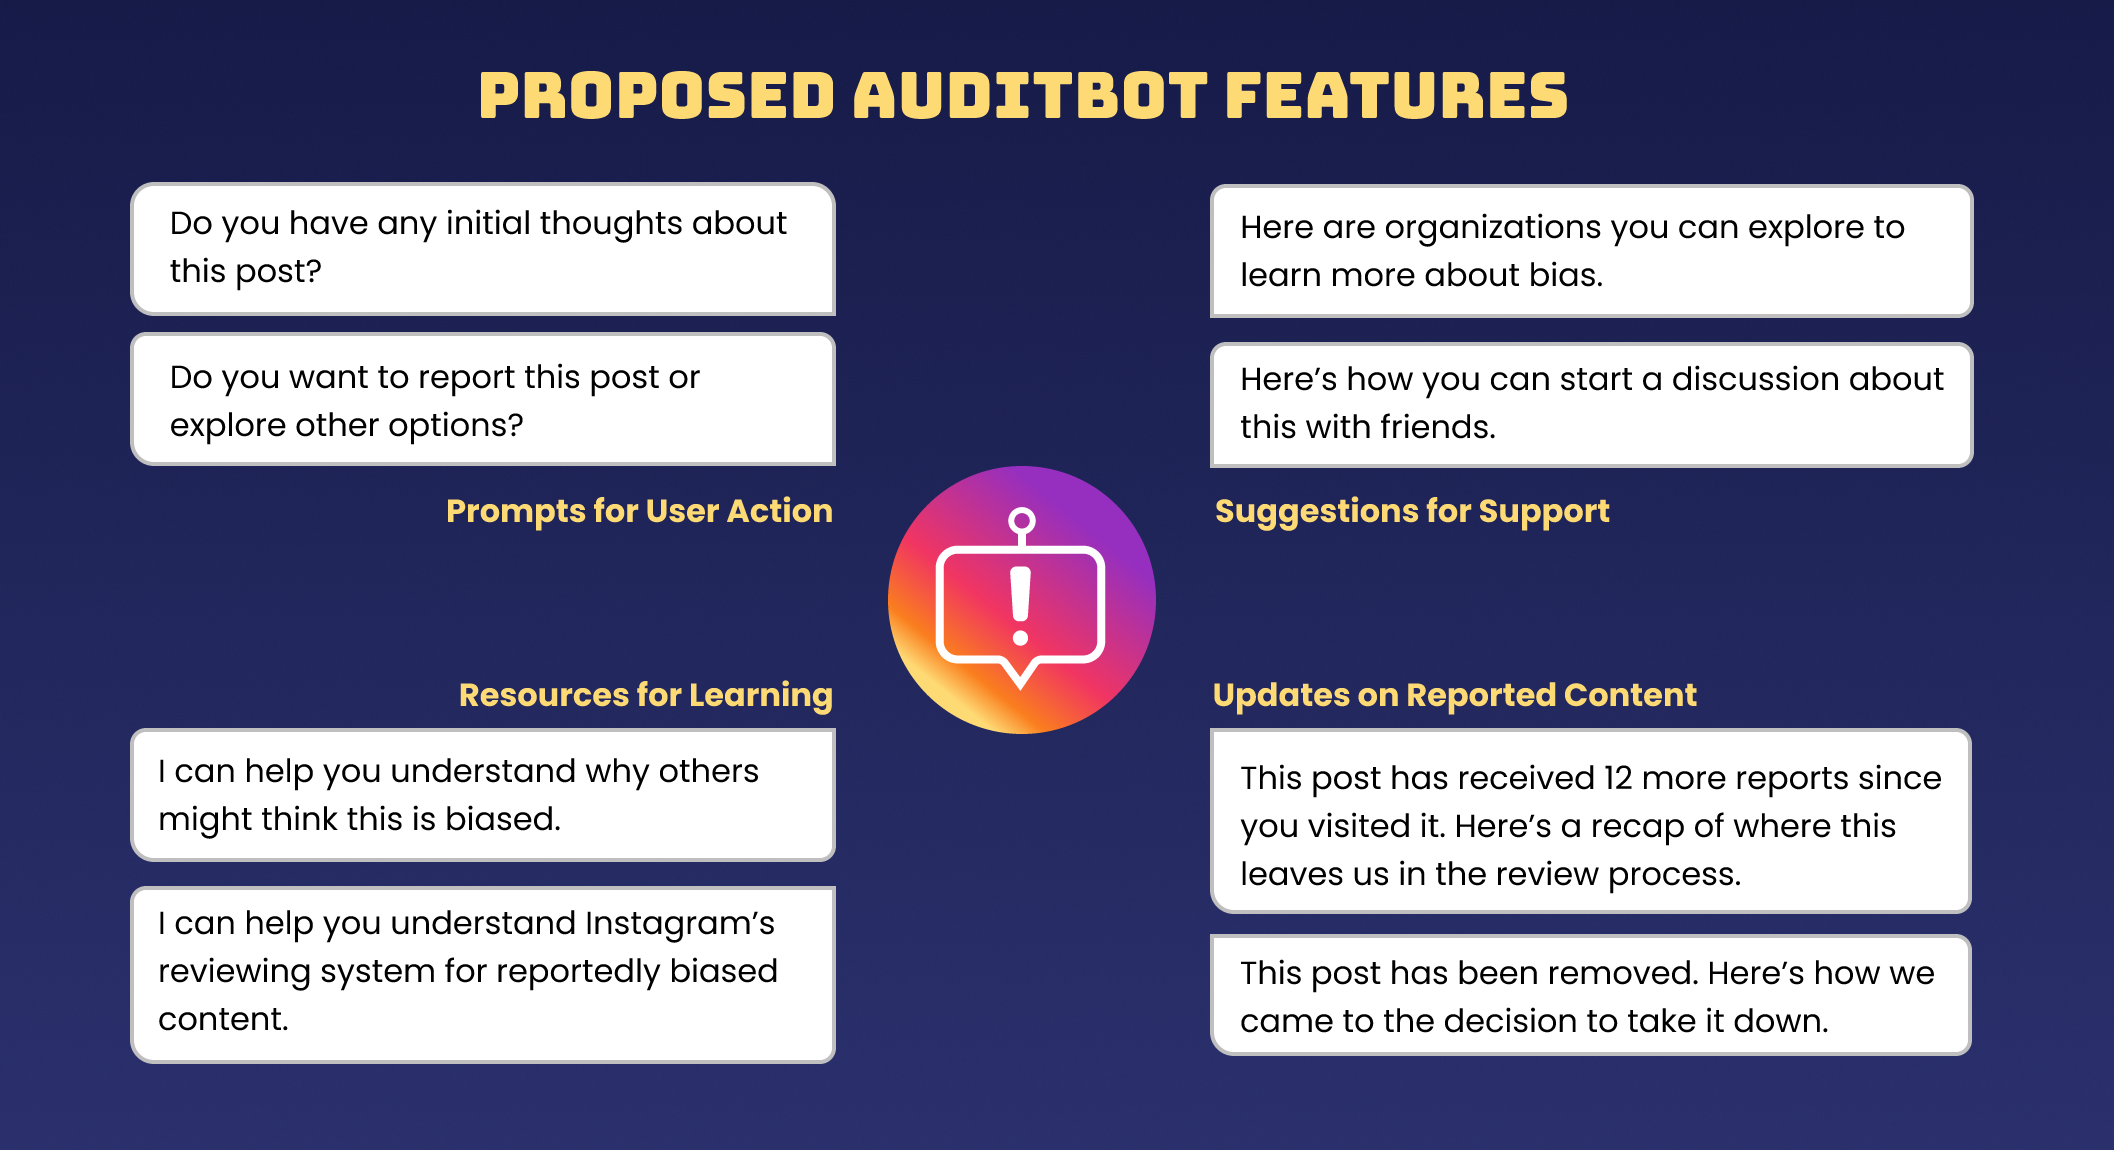 PROPOSED AUDITBOT FEATURES
Do you have any initial thoughts about
this post?
Do you want to report this post or
explore other options?
Prompts for User Action
Here are organizations you can explore to
learn more about bias.
Here’s how you can start a discussion about
this with friends.
Suggestions for Support
Resources for Learning
I can help you understand why others
might think this is biased.
I can help you understand Instagram’s
reviewing system for reportedly biased
content.
Updates on Reported Content
This post has received 12 more reports since
you visited it. Here’s a recap of where this
leaves us in the review process.
This post has been removed. Here’s how we
came to the decision to take it down.